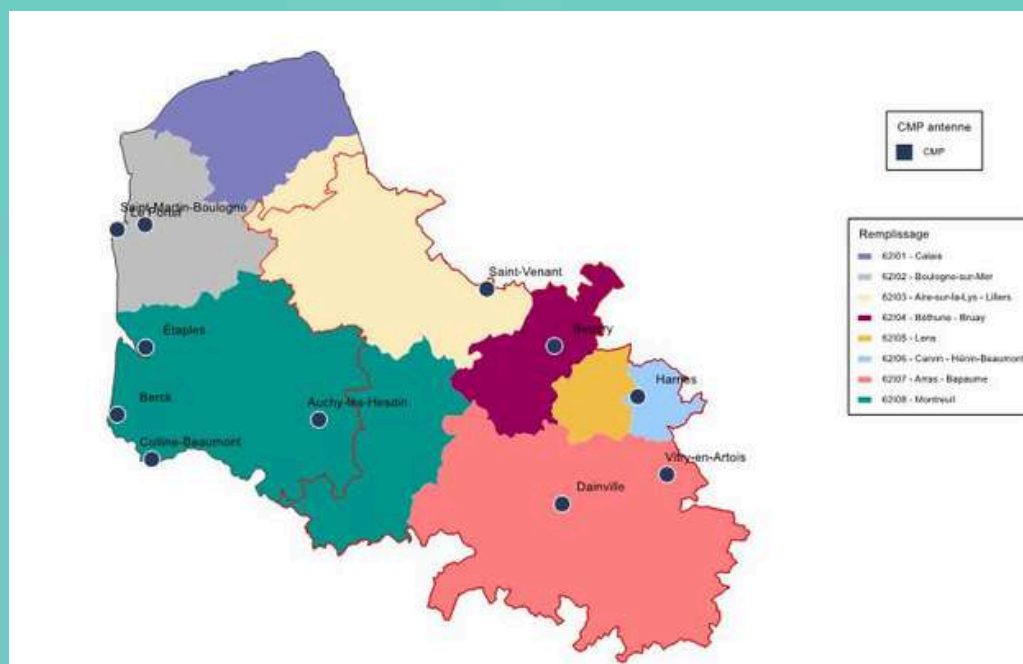 CMP antenne
CMP
Remplissage
62I01 - Calais
62I02 - Boulogne-sur-Mer
62I03 - Aire-sur-la-Lys - Lillers
62I04 - Béthune - Bruay
62I05 - Lens
62I06 - Carvin - Hénin-Beaumont
62I07 - Arras - Bapaume
62I08 - Montreuil
Saint-Martin-Boulogne
Le Portel
Saint-Venant
Étaples
Beuvry
Berck
Auchy-lès-Hesdin
Harnes
Colline-Beaumont
Vitry-en-Artois
Dainville